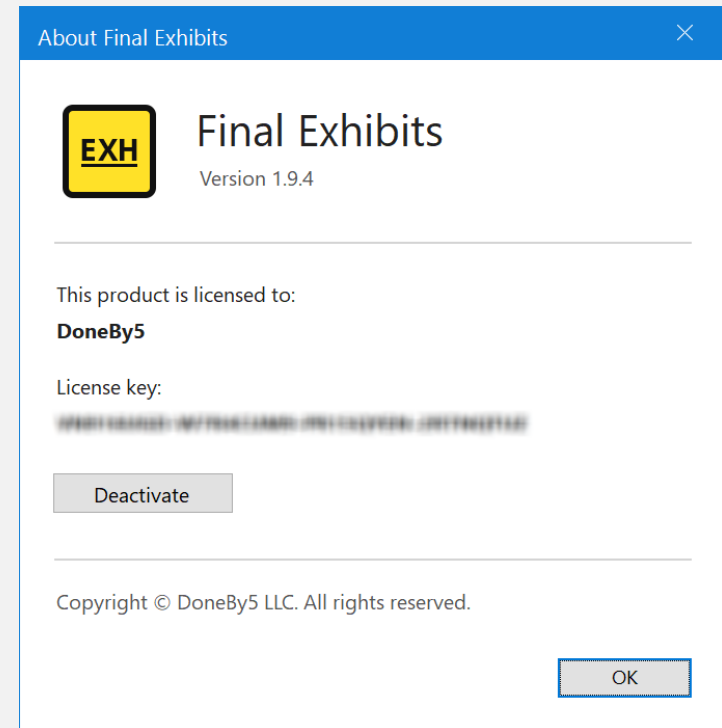 About Final Exhibits
EXH
Final Exhibits
Version 1.9.4
This product is licensed to:
DoneBy5
License key:
Deactivate
Copyright © DoneBy5 LLC. All rights reserved.
OK